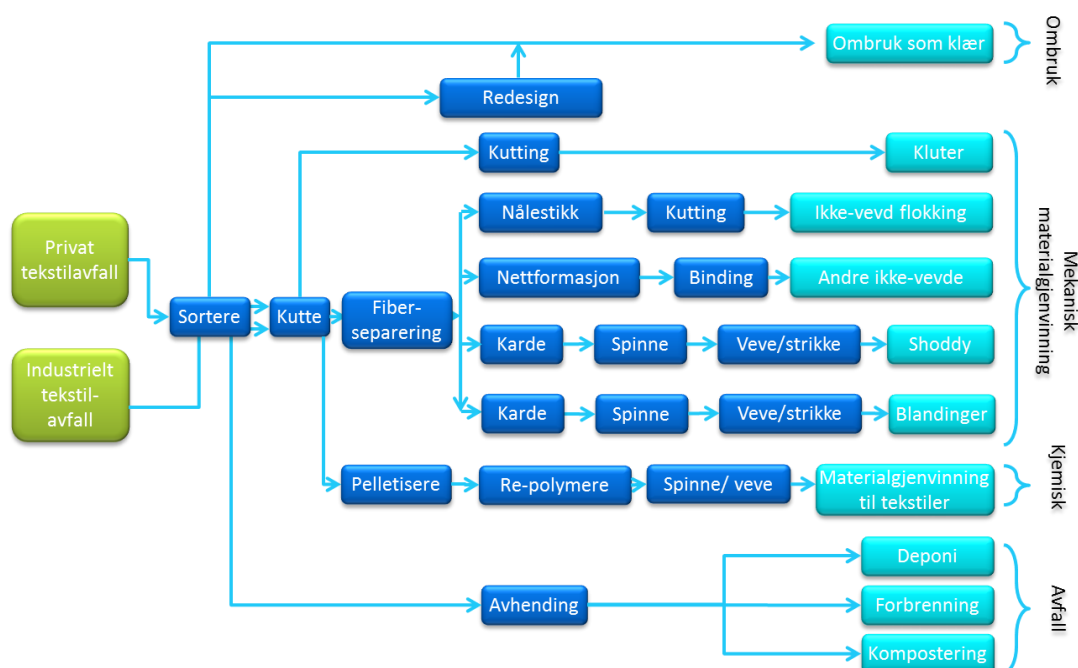 Ombruk som klær
Ombruk
Redesign
Kutting
Kluter
Privat
tekstilavfall
Nålestikk
Kutting
Ikke-vevd flokking
Nettformasjon
Binding
Andre ikke-vevde
Sortere
Kutte
Fiber-
separering
Karde
Spinne
Veve/strikke
Shoddy
Industrielt
tekstil-
avfall
Karde
Spinne
Veve/strikke
Blandinger
Mekanisk
materialgjenvinning
Pelletisere
Re-polymere
Spinne/ veve
Materialgjenvinning
til tekstiler
Kjemisk
Avhending
Deponi
Forbrenning
Kompostering
Avfall